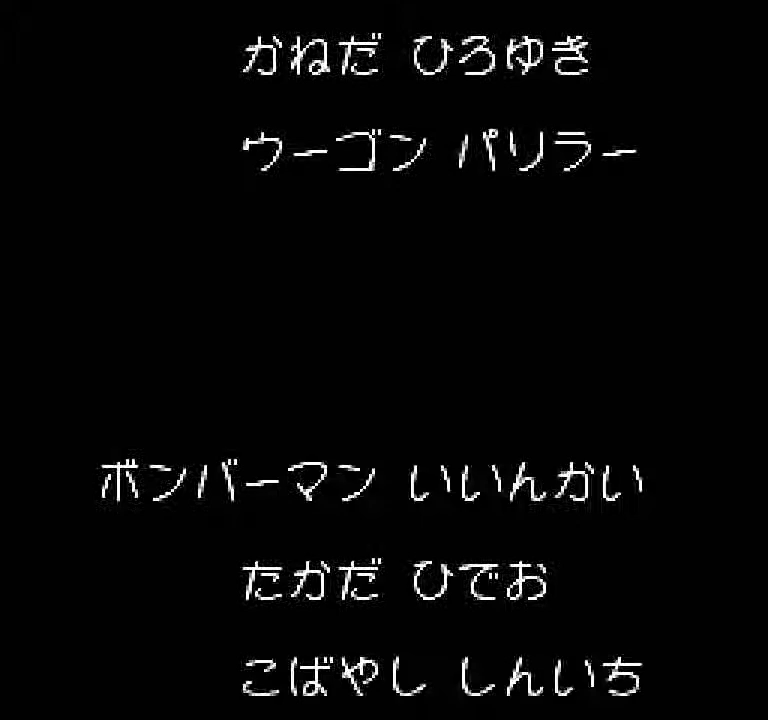 かねだ ひろゆき
ウーゴン パリラー
ボンバーマン いいんかい
たかだ ひでお
こばやし しんいち